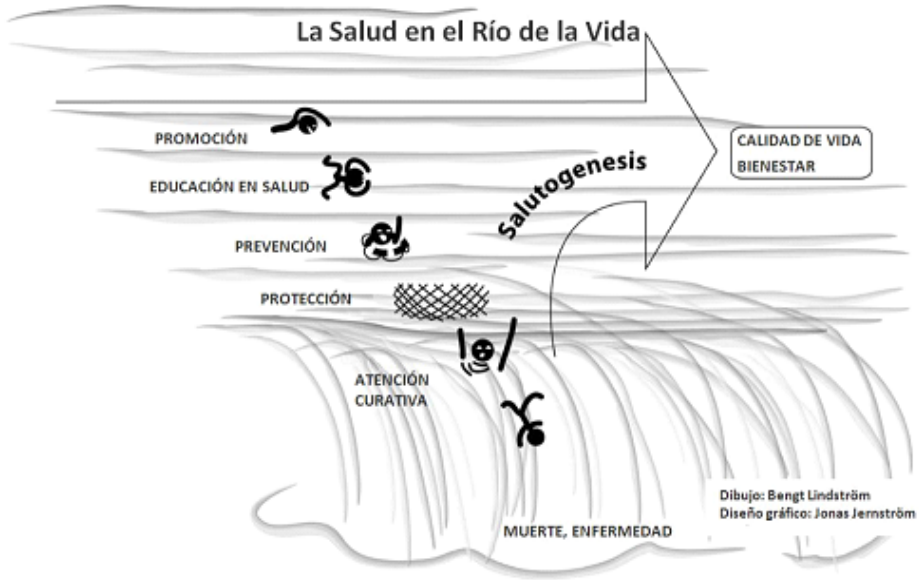 La Salud en el Río de la Vida
PROMOCIÓN
EDUCACIÓN EN SALUD
PREVENCIÓN
PROTECCIÓN
ATENCIÓN
CURATIVA
Salutogenesis
CALIDAD DE VIDA
BIENESTAR
MUERTE, ENFERMEDAD
Dibujo: Bengt Lindström
Diseño gráfico: Jonas Jernström